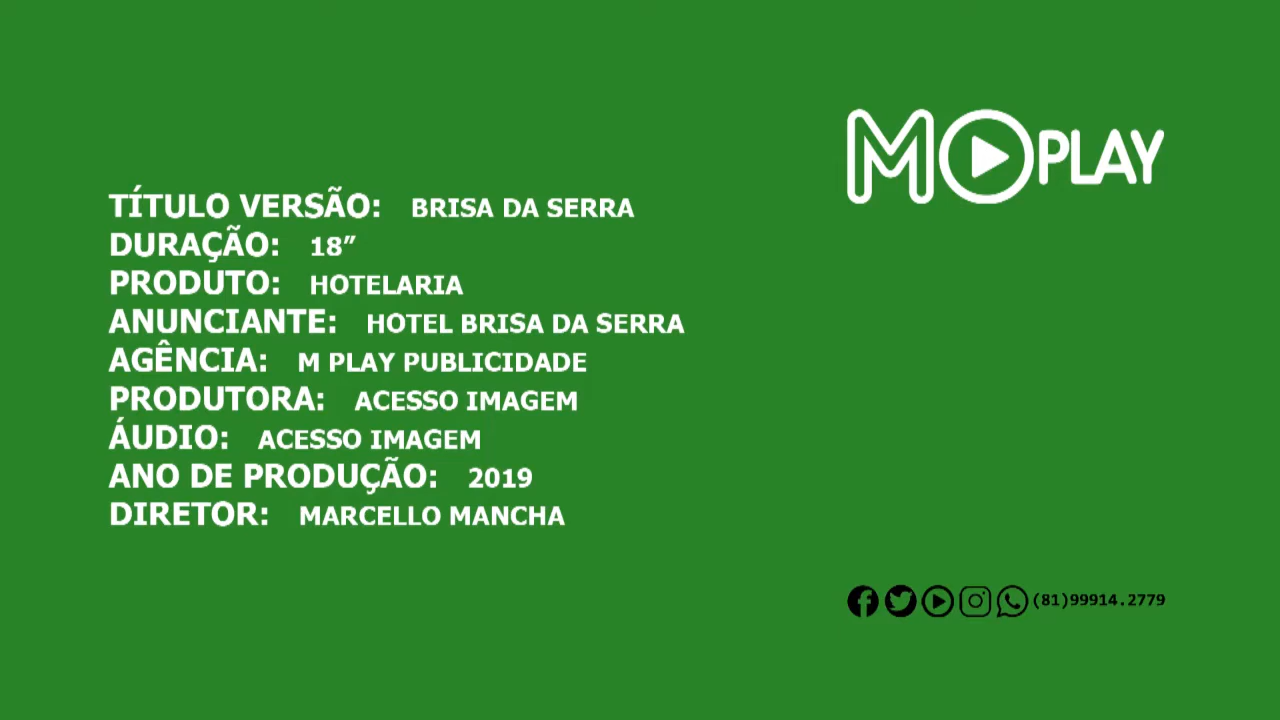 MPLAY
TÍTULO VERSÃO: BRISA DA SERRA
DURAÇÃO: 18”
PRODUTO: HOTELARIA
ANUNCIANTE: HOTEL BRISA DA SERRA
AGÊNCIA: M PLAY PUBLICIDADE
PRODUTORA: ACESSO IMAGEM
ÁUDIO: ACESSO IMAGEM
ANO DE PRODUÇÃO: 2019
DIRETOR: MARCELLO MANCHA
(81)99914.2779